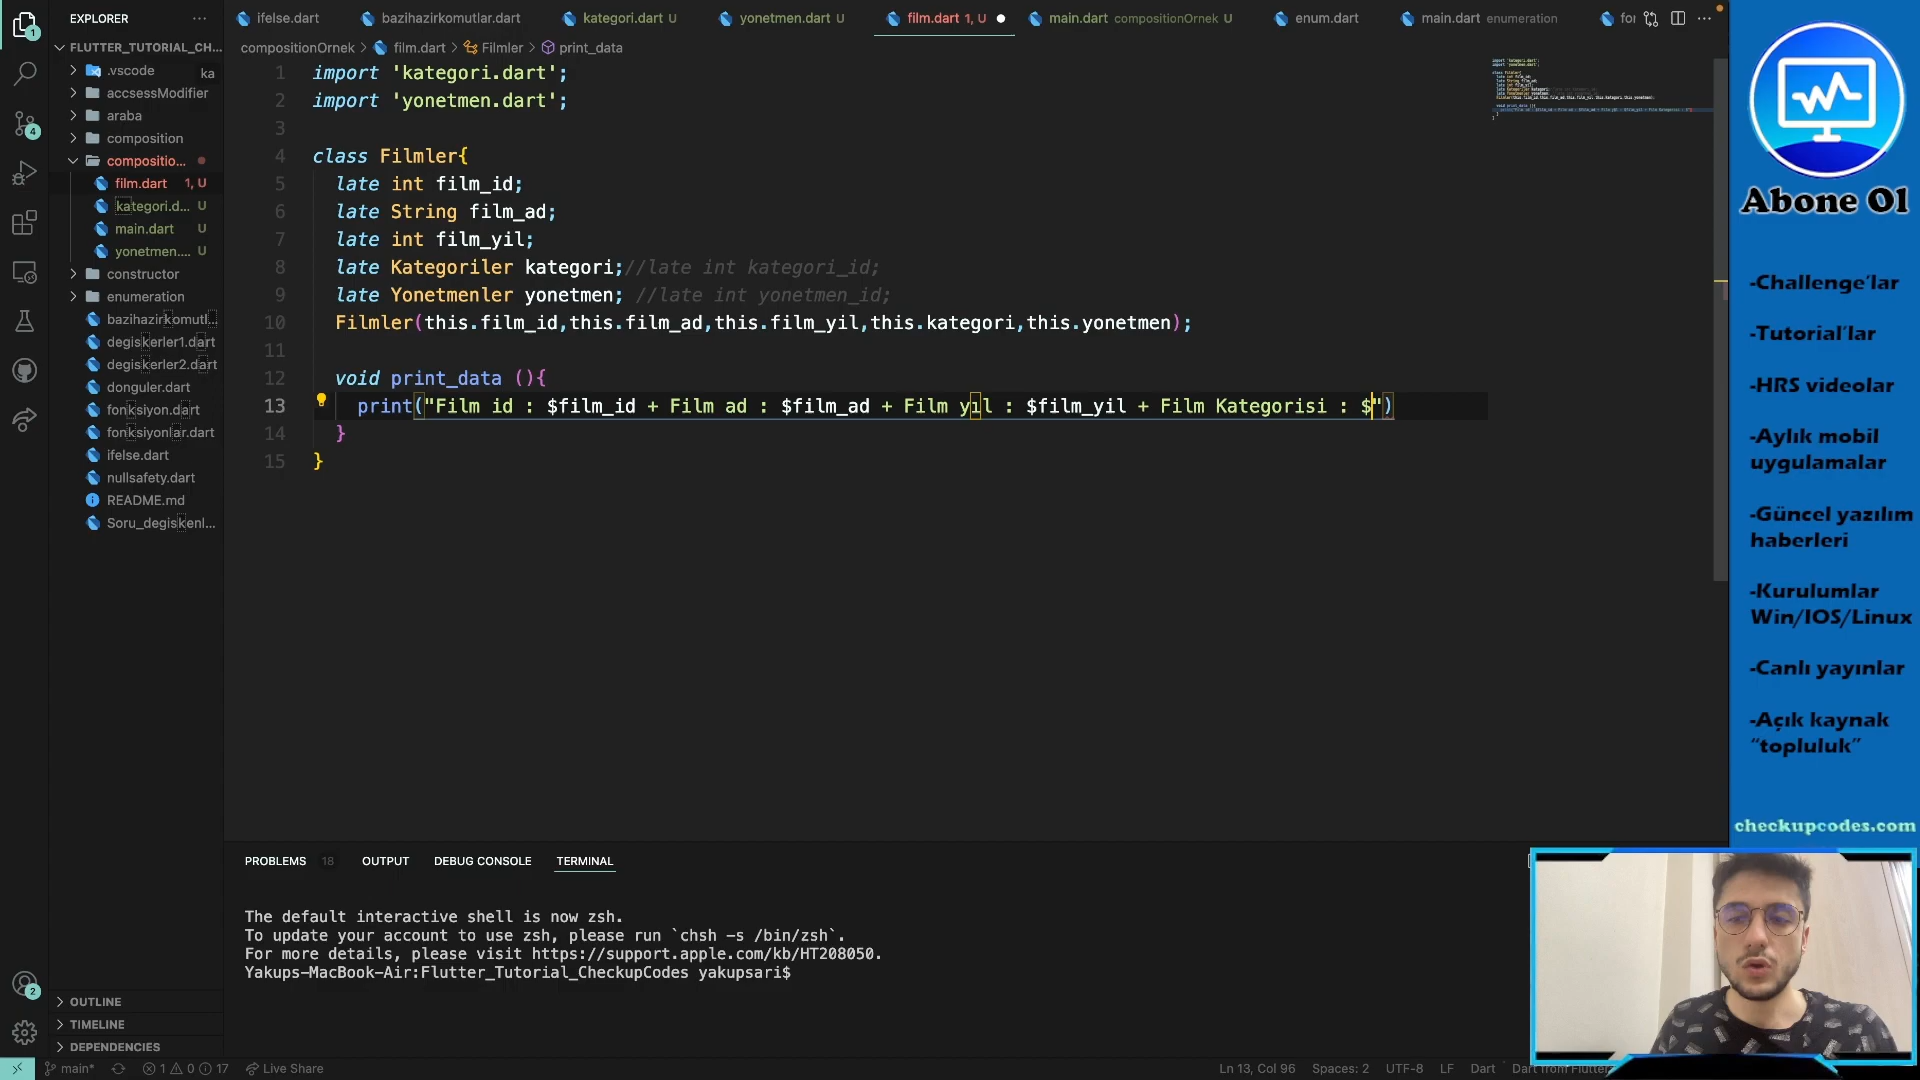 EXPLORER
FLUTTER_TUTORIAL_CH...
.vscode
ka
accsessModifier
araba
composition
compositio...
film.dart 1, U
kategori.d... U
main.dart U
yonetmen.... U
constructor
enumeration
bazihazirkomutl...
degiskerler1.dart
degiskerler2.dart
donguler.dart
fonksiyon.dart
fonksiyonlar.dart
ifelse.dart
nullsafety.dart
README.md
Soru_degiskenl...
OUTLINE
TIMELINE
DEPENDENCIES
ifelse.dart bazihazirkomutlar.dart kategori.dart U yonetmen.dart U film.dart 1, U main.dart compositionOrnek U enum.dart main.dart enumeration for
compositionOrnek > film.dart > Filmler > print_data
1 import 'kategori.dart';
2 import 'yonetmen.dart';
3
4 class Filmler{
5 late int film_id;
6 late String film_ad;
7 late int film_yil;
8 late Kategoriler kategori;//late int kategori_id;
9 late Yonetmenler yonetmen; //late int yonetmen_id;
10 Filmler(this.film_id,this.film_ad,this.film_yil,this.kategori,this.yonetmen);
11
12 void print_data (){
13 print("Film id : $film_id + Film ad : $film_ad + Film yıl : $film_yil + Film Kategorisi : $")
14 }
15 }
PROBLEMS 18 OUTPUT DEBUG CONSOLE TERMINAL
The default interactive shell is now zsh.
To update your account to use zsh, please run `chsh -s /bin/zsh`.
For more details, please visit https://support.apple.com/kb/HT208050.
Yakups-MacBook-Air:Flutter_Tutorial_CheckupCodes yakupsari$
main* 1 0 17 Live Share Ln 13, Col 96 Spaces: 2 UTF-8 LF Dart Dart from Flutter
1
4
2
Abone Ol
-Challenge'lar
-Tutorial'lar
-HRS videolar
-Aylık mobil
uygulamalar
-Güncel yazılım
haberleri
-Kurulumlar
Win/IOS/Linux
-Canlı yayınlar
-Açık kaynak
"topluluk"
checkupcodes.com